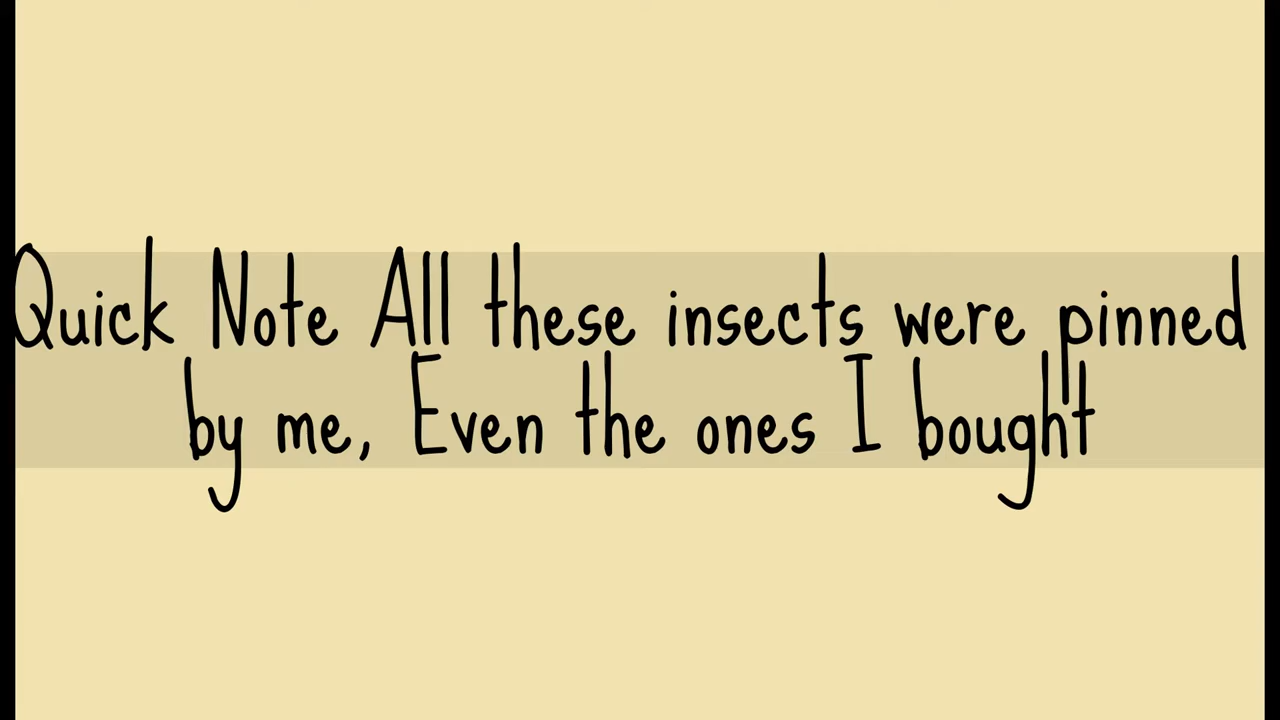 Quick Note All these insects were pinned
by me, Even the ones I bought